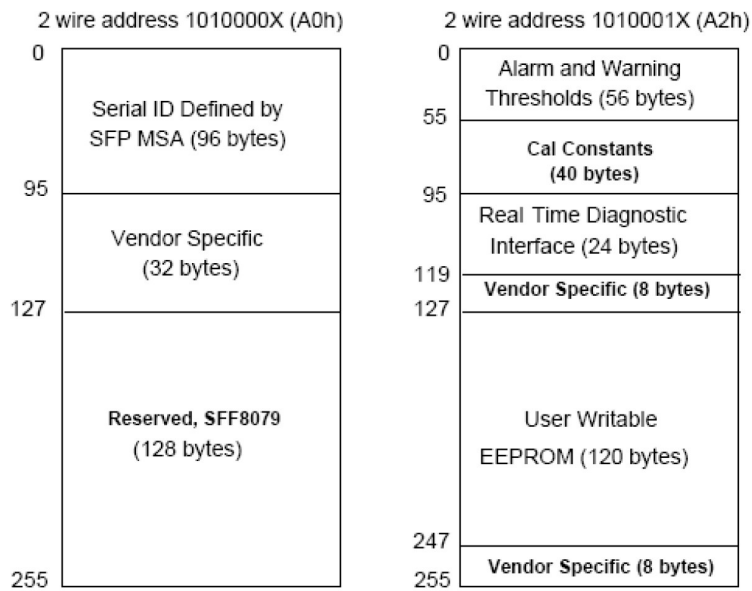 2 wire address 1010000X (A0h)
0
Serial ID Defined by
SFP MSA (96 bytes)
95
Vendor Specific
(32 bytes)
127
Reserved, SFF8079
(128 bytes)
255
2 wire address 1010001X (A2h)
0
Alarm and Warning
Thresholds (56 bytes)
55
Cal Constants
(40 bytes)
95
Real Time Diagnostic
Interface (24 bytes)
119
Vendor Specific (8 bytes)
127
User Writable
EEPROM (120 bytes)
247
Vendor Specific (8 bytes)
255